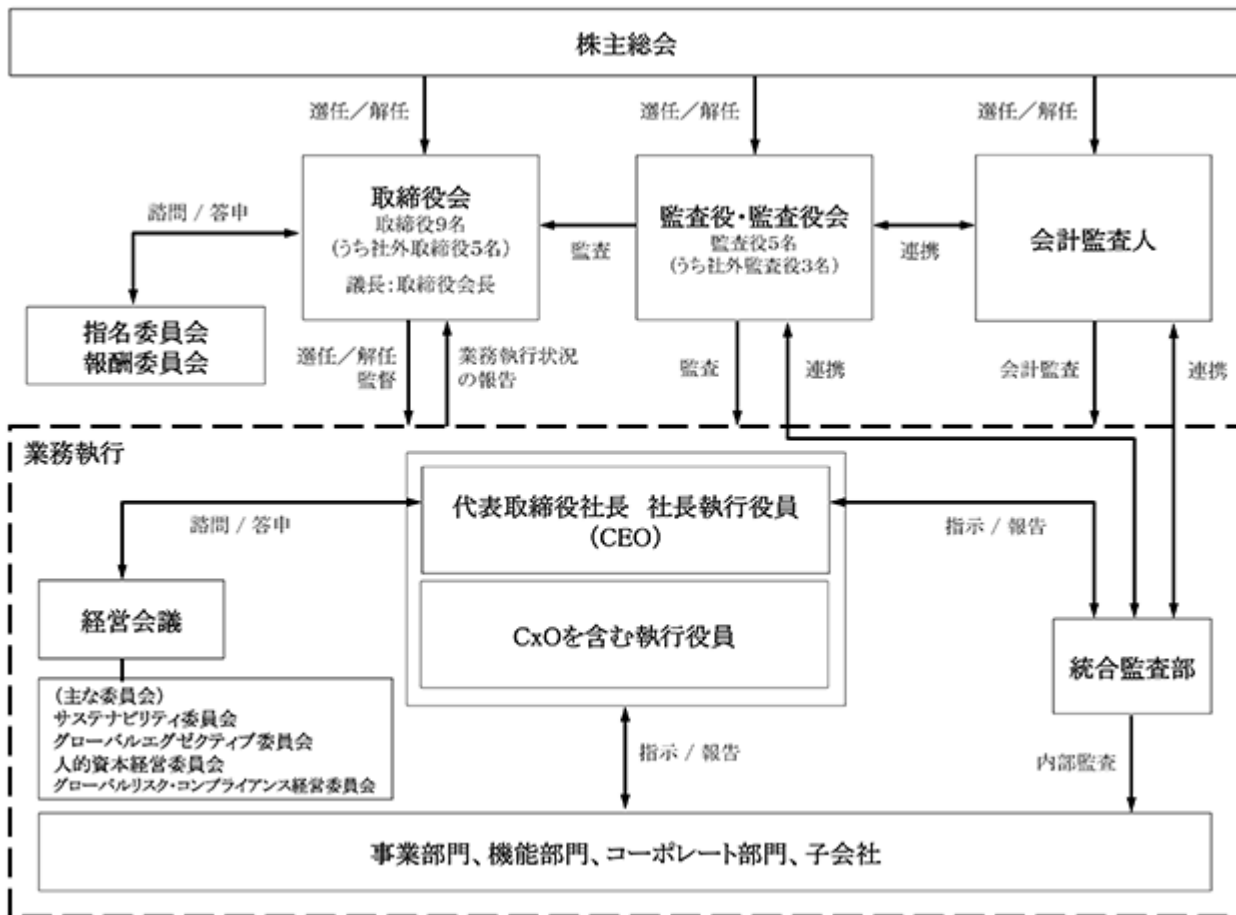 株主総会
選任／解任
選任／解任
選任／解任
取締役会
取締役9名
(うち社外取締役5名)
議長:取締役会長
監査役・監査役会
監査役5名
(うち社外監査役3名)
会計監査人
諮問 / 答申
監査
連携
指名委員会
報酬委員会
選任／解任
監督
業務執行状況
の報告
監査
連携
会計監査
連携
業務執行
代表取締役社長　社長執行役員
(CEO)
諮問 / 答申
指示 / 報告
経営会議
CxOを含む執行役員
統合監査部
(主な委員会)
サステナビリティ委員会
グローバルエグゼクティブ委員会
人的資本経営委員会
グローバルリスク・コンプライアンス経営委員会
指示 / 報告
内部監査
事業部門、機能部門、コーポレート部門、子会社